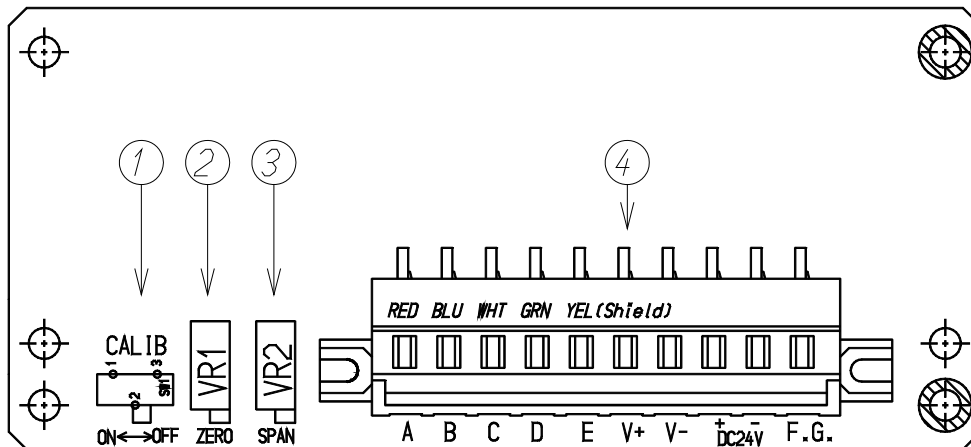 1 2 3 4
RED BLU WHT GRN YEL(Shield)
CALIB
1 3
SW1
2
VR1
VR2
ON OFF ZERO SPAN
A B C D E V+ V- + - DC24V F.G.